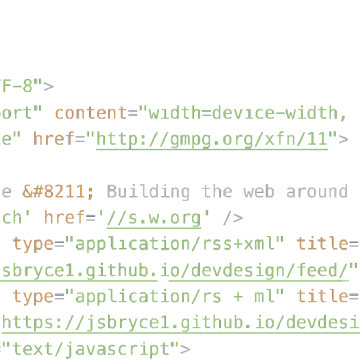 F-8">
ort" content="width=device-width,
e" href="http://gmpg.org/xfn/11">
e &#8211; Building the web around
ch' href='//s.w.org' />
type="application/rss+xml" title=
sbryce1.github.io/devdesign/feed/"
type="application/rs + ml" title=
https://jsbryce1.github.io/devdesi
="text/javascript">